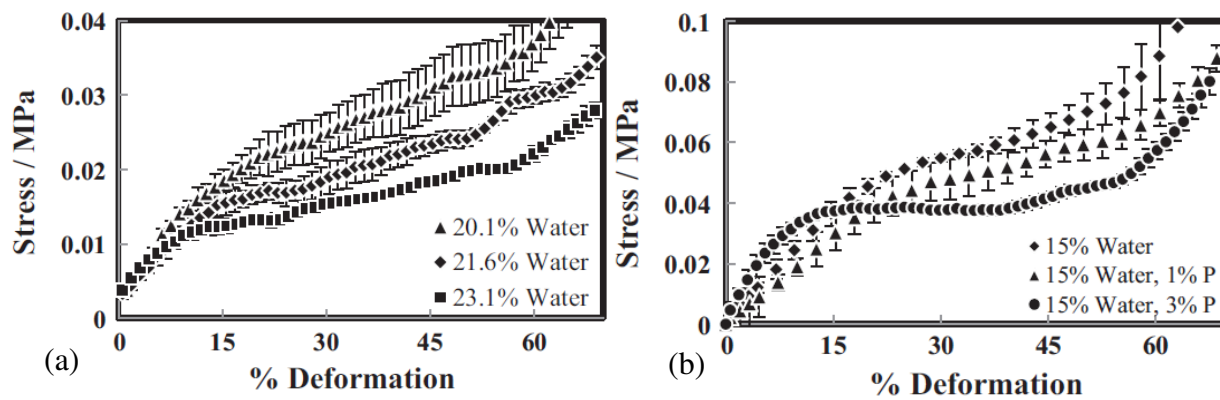 0.04
0.03
0.02
0.01
0
Stress / MPa
▲ 20.1% Water
◆ 21.6% Water
■ 23.1% Water
0 15 30 45 60
% Deformation
(a)
0.1
0.08
0.06
0.04
0.02
0
Stress / MPa
◆ 15% Water
▲ 15% Water, 1% P
● 15% Water, 3% P
0 15 30 45 60
% Deformation
(b)